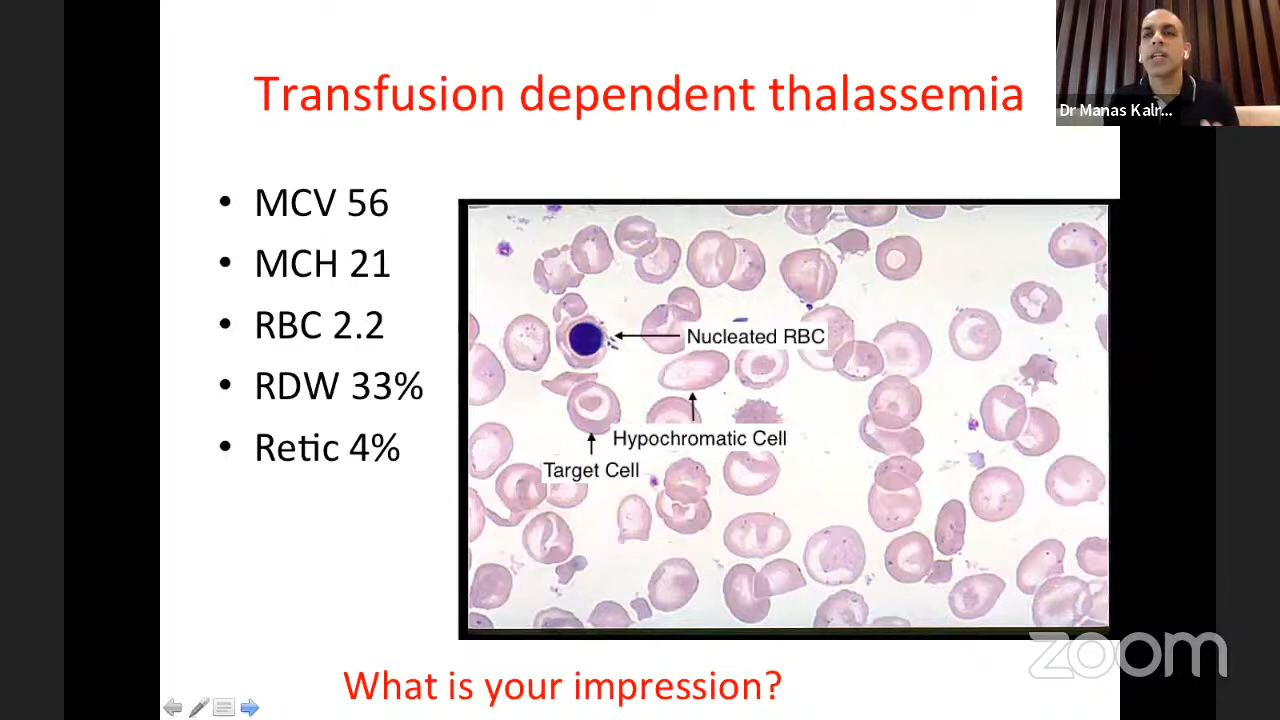 Transfusion dependent thalassemia
Dr Manas Kalr...
• MCV 56
• MCH 21
• RBC 2.2
• RDW 33%
• Retic 4%
Nucleated RBC
Hypochromatic Cell
Target Cell
zoom
What is your impression?